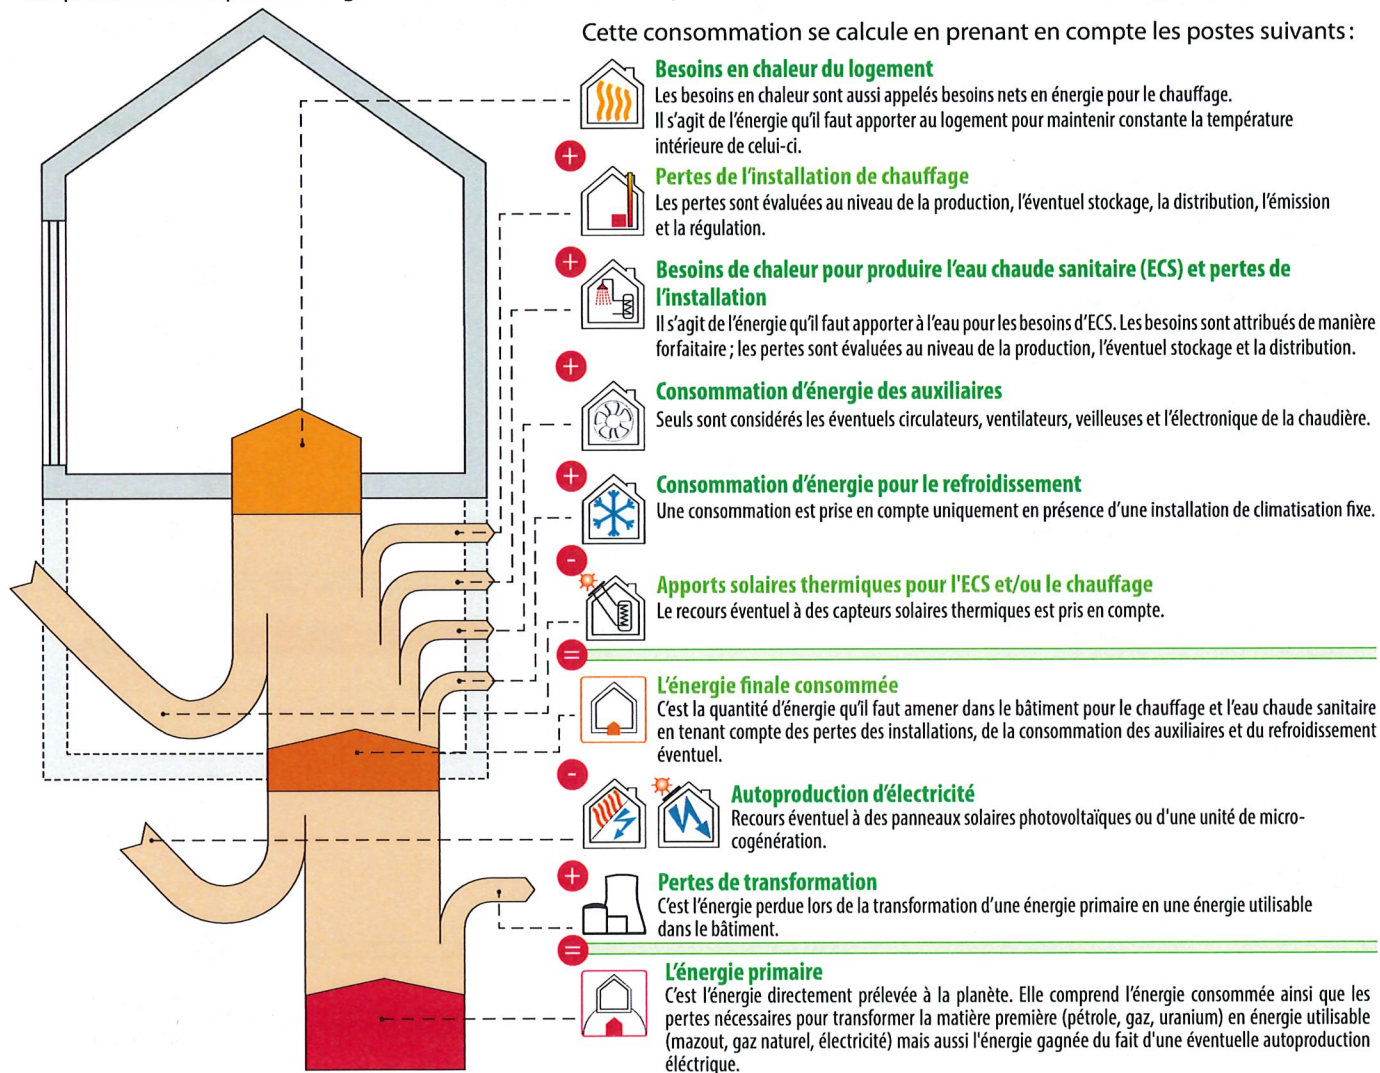 Cette consommation se calcule en prenant en compte les postes suivants :
Besoins en chaleur du logement
Les besoins en chaleur sont aussi appelés besoins nets en énergie pour le chauffage.
Il s'agit de l'énergie qu'il faut apporter au logement pour maintenir constante la température
intérieure de celui-ci.
+
Pertes de l'installation de chauffage
Les pertes sont évaluées au niveau de la production, l'éventuel stockage, la distribution, l'émission
et la régulation.
+
Besoins de chaleur pour produire l'eau chaude sanitaire (ECS) et pertes de
l'installation
Il s'agit de l'énergie qu'il faut apporter à l'eau pour les besoins d'ECS. Les besoins sont attribués de manière
forfaitaire ; les pertes sont évaluées au niveau de la production, l'éventuel stockage et la distribution.
+
Consommation d'énergie des auxiliaires
Seuls sont considérés les éventuels circulateurs, ventilateurs, veilleuses et l'électronique de la chaudière.
+
Consommation d'énergie pour le refroidissement
Une consommation est prise en compte uniquement en présence d'une installation de climatisation fixe.
-
Apports solaires thermiques pour l'ECS et/ou le chauffage
Le recours éventuel à des capteurs solaires thermiques est pris en compte.
=
L'énergie finale consommée
C'est la quantité d'énergie qu'il faut amener dans le bâtiment pour le chauffage et l'eau chaude sanitaire
en tenant compte des pertes des installations, de la consommation des auxiliaires et du refroidissement
éventuel.
-
Autoproduction d'électricité
Recours éventuel à des panneaux solaires photovoltaïques ou d'une unité de micro-
cogénération.
+
Pertes de transformation
C'est l'énergie perdue lors de la transformation d'une énergie primaire en une énergie utilisable
dans le bâtiment.
=
L'énergie primaire
C'est l'énergie directement prélevée à la planète. Elle comprend l'énergie consommée ainsi que les
pertes nécessaires pour transformer la matière première (pétrole, gaz, uranium) en énergie utilisable
(mazout, gaz naturel, électricité) mais aussi l'énergie gagnée du fait d'une éventuelle autoproduction
éléctrique.